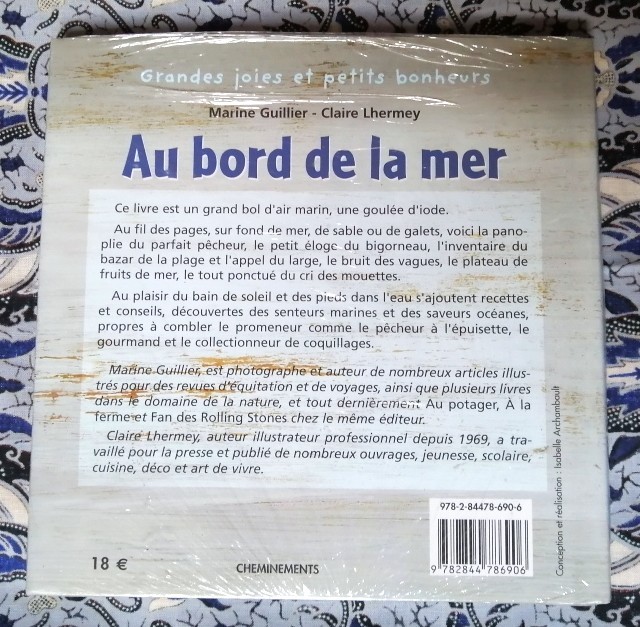 Grandes joies et petits bonheurs
Marine Guillier - Claire Lhermey
Au bord de la mer
Ce livre est un grand bol d'air marin, une goulée d'iode.
Au fil des pages, sur fond de mer, de sable ou de galets, voici la pano-
plie du parfait pêcheur, le petit éloge du bigorneau, l'inventaire du
bazar de la plage et l'appel du large, le bruit des vagues, le plateau de
fruits de mer, le tout ponctué du cri des mouettes.
Au plaisir du bain de soleil et des pieds dans l'eau s'ajoutent recettes
et conseils, découvertes des senteurs marines et des saveurs océanes,
propres à combler le promeneur comme le pêcheur à l'épuisette, le
gourmand et le collectionneur de coquillages.
Marine Guillier, est photographe et auteur de nombreux articles illus-
trés pour des revues d'équitation et de voyages, ainsi que plusieurs livres
dans le domaine de la nature, et tout dernièrement Au potager, À la
ferme et Fan des Rolling Stones chez le même éditeur.
Claire Lhermey, auteur illustrateur professionnel depuis 1969, a tra-
vaillé pour la presse et publié de nombreux ouvrages, jeunesse, scolaire,
cuisine, déco et art de vivre.
Conception et réalisation : Isabelle Archambault
978-2-84478-690-6
9 782844 786906
18 €
CHEMINEMENTS